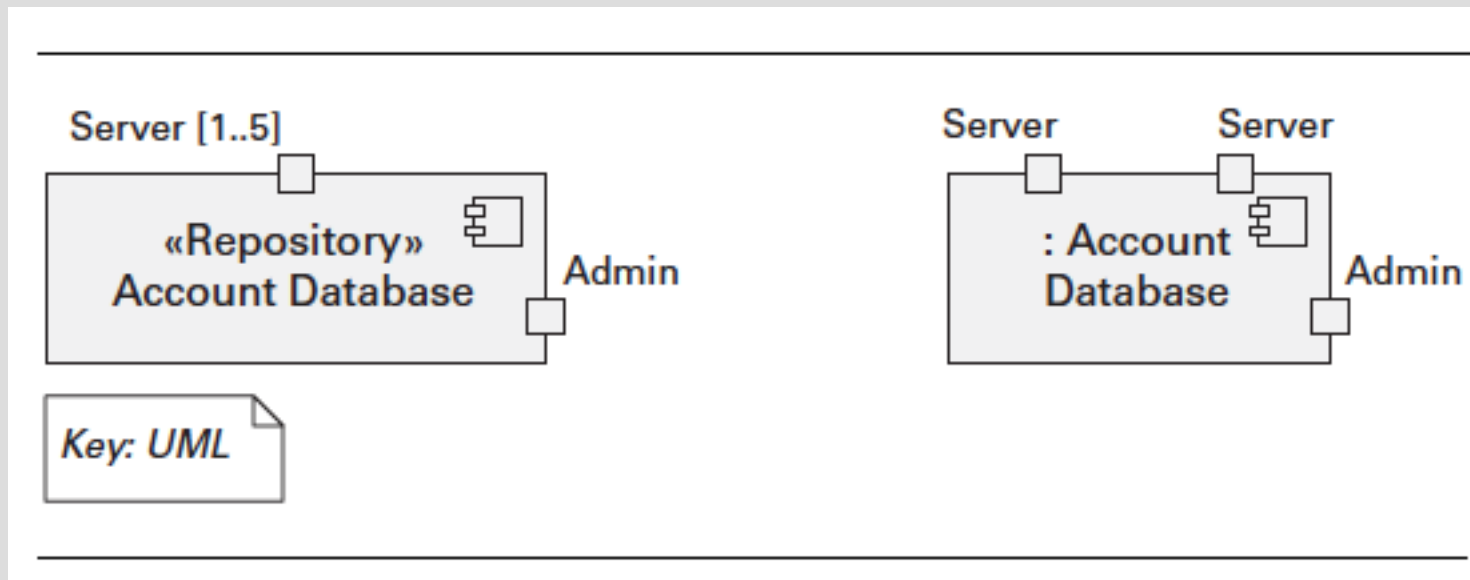 Server [1..5]
«Repository»
Account Database
Admin
Key: UML
Server
Server
: Account
Database
Admin